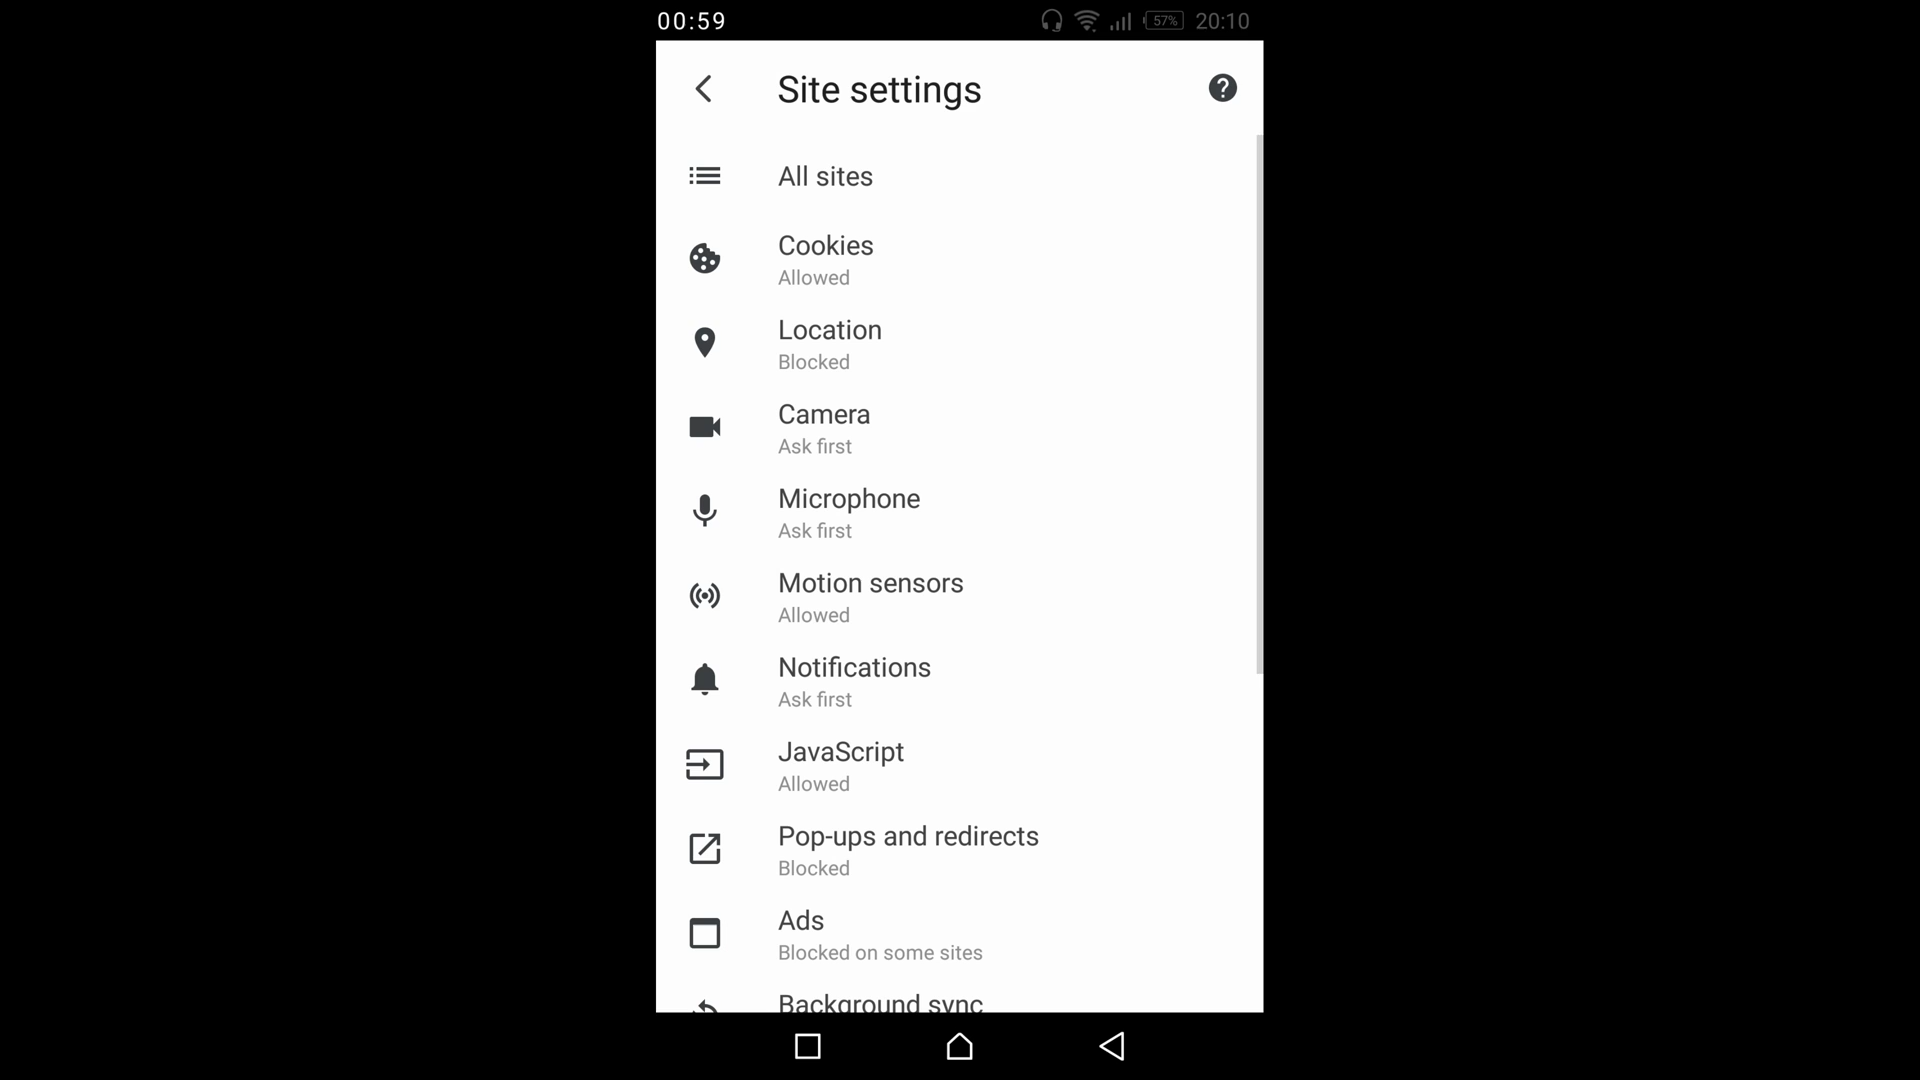 00:59 57% 20:10
Site settings
All sites
Cookies
Allowed
Location
Blocked
Camera
Ask first
Microphone
Ask first
Motion sensors
Allowed
Notifications
Ask first
JavaScript
Allowed
Pop-ups and redirects
Blocked
Ads
Blocked on some sites
Background sync